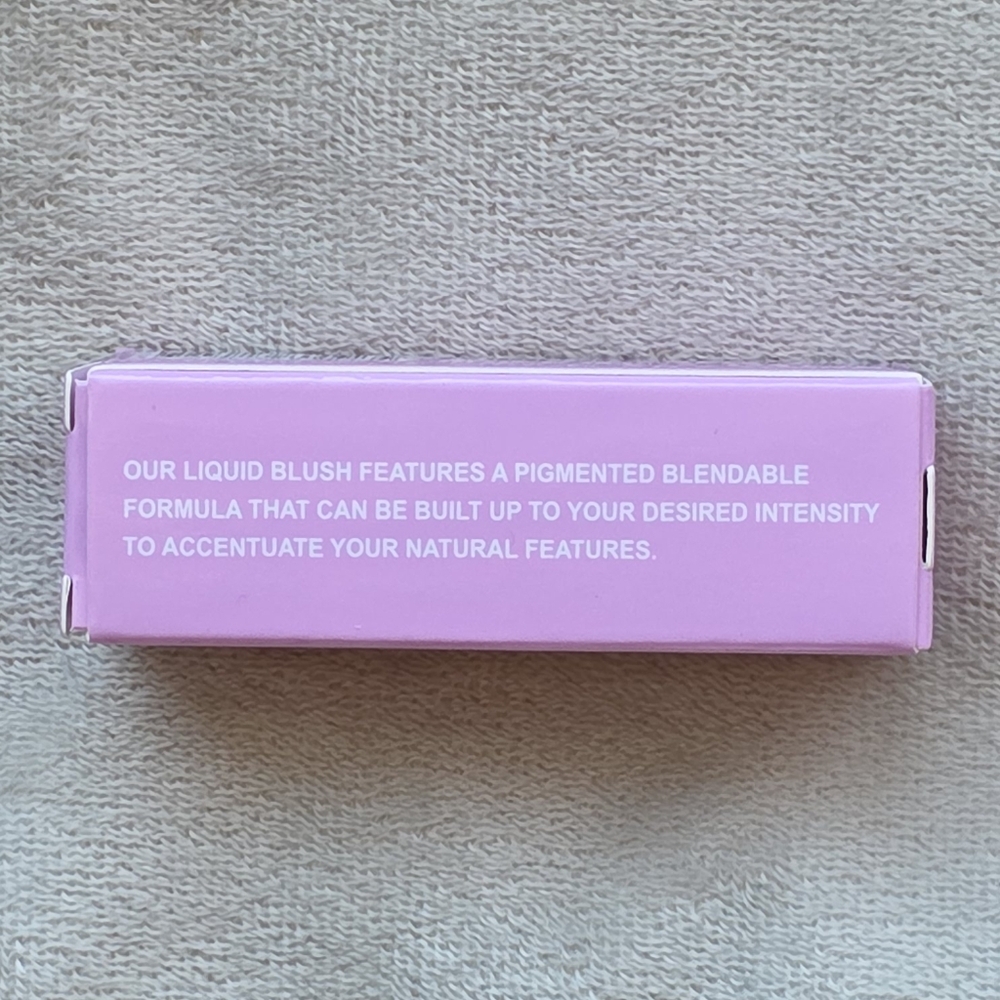 OUR LIQUID BLUSH FEATURES A PIGMENTED BLENDABLE
FORMULA THAT CAN BE BUILT UP TO YOUR DESIRED INTENSITY
TO ACCENTUATE YOUR NATURAL FEATURES.